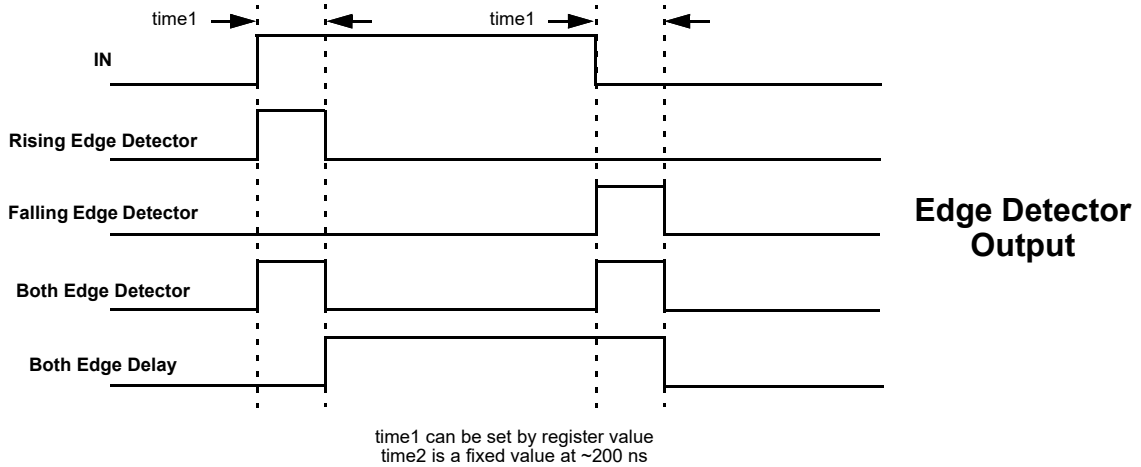 time1
time1
IN
Rising Edge Detector
Falling Edge Detector
Edge Detector
Output
Both Edge Detector
Both Edge Delay
time1 can be set by register value
time2 is a fixed value at ~200 ns